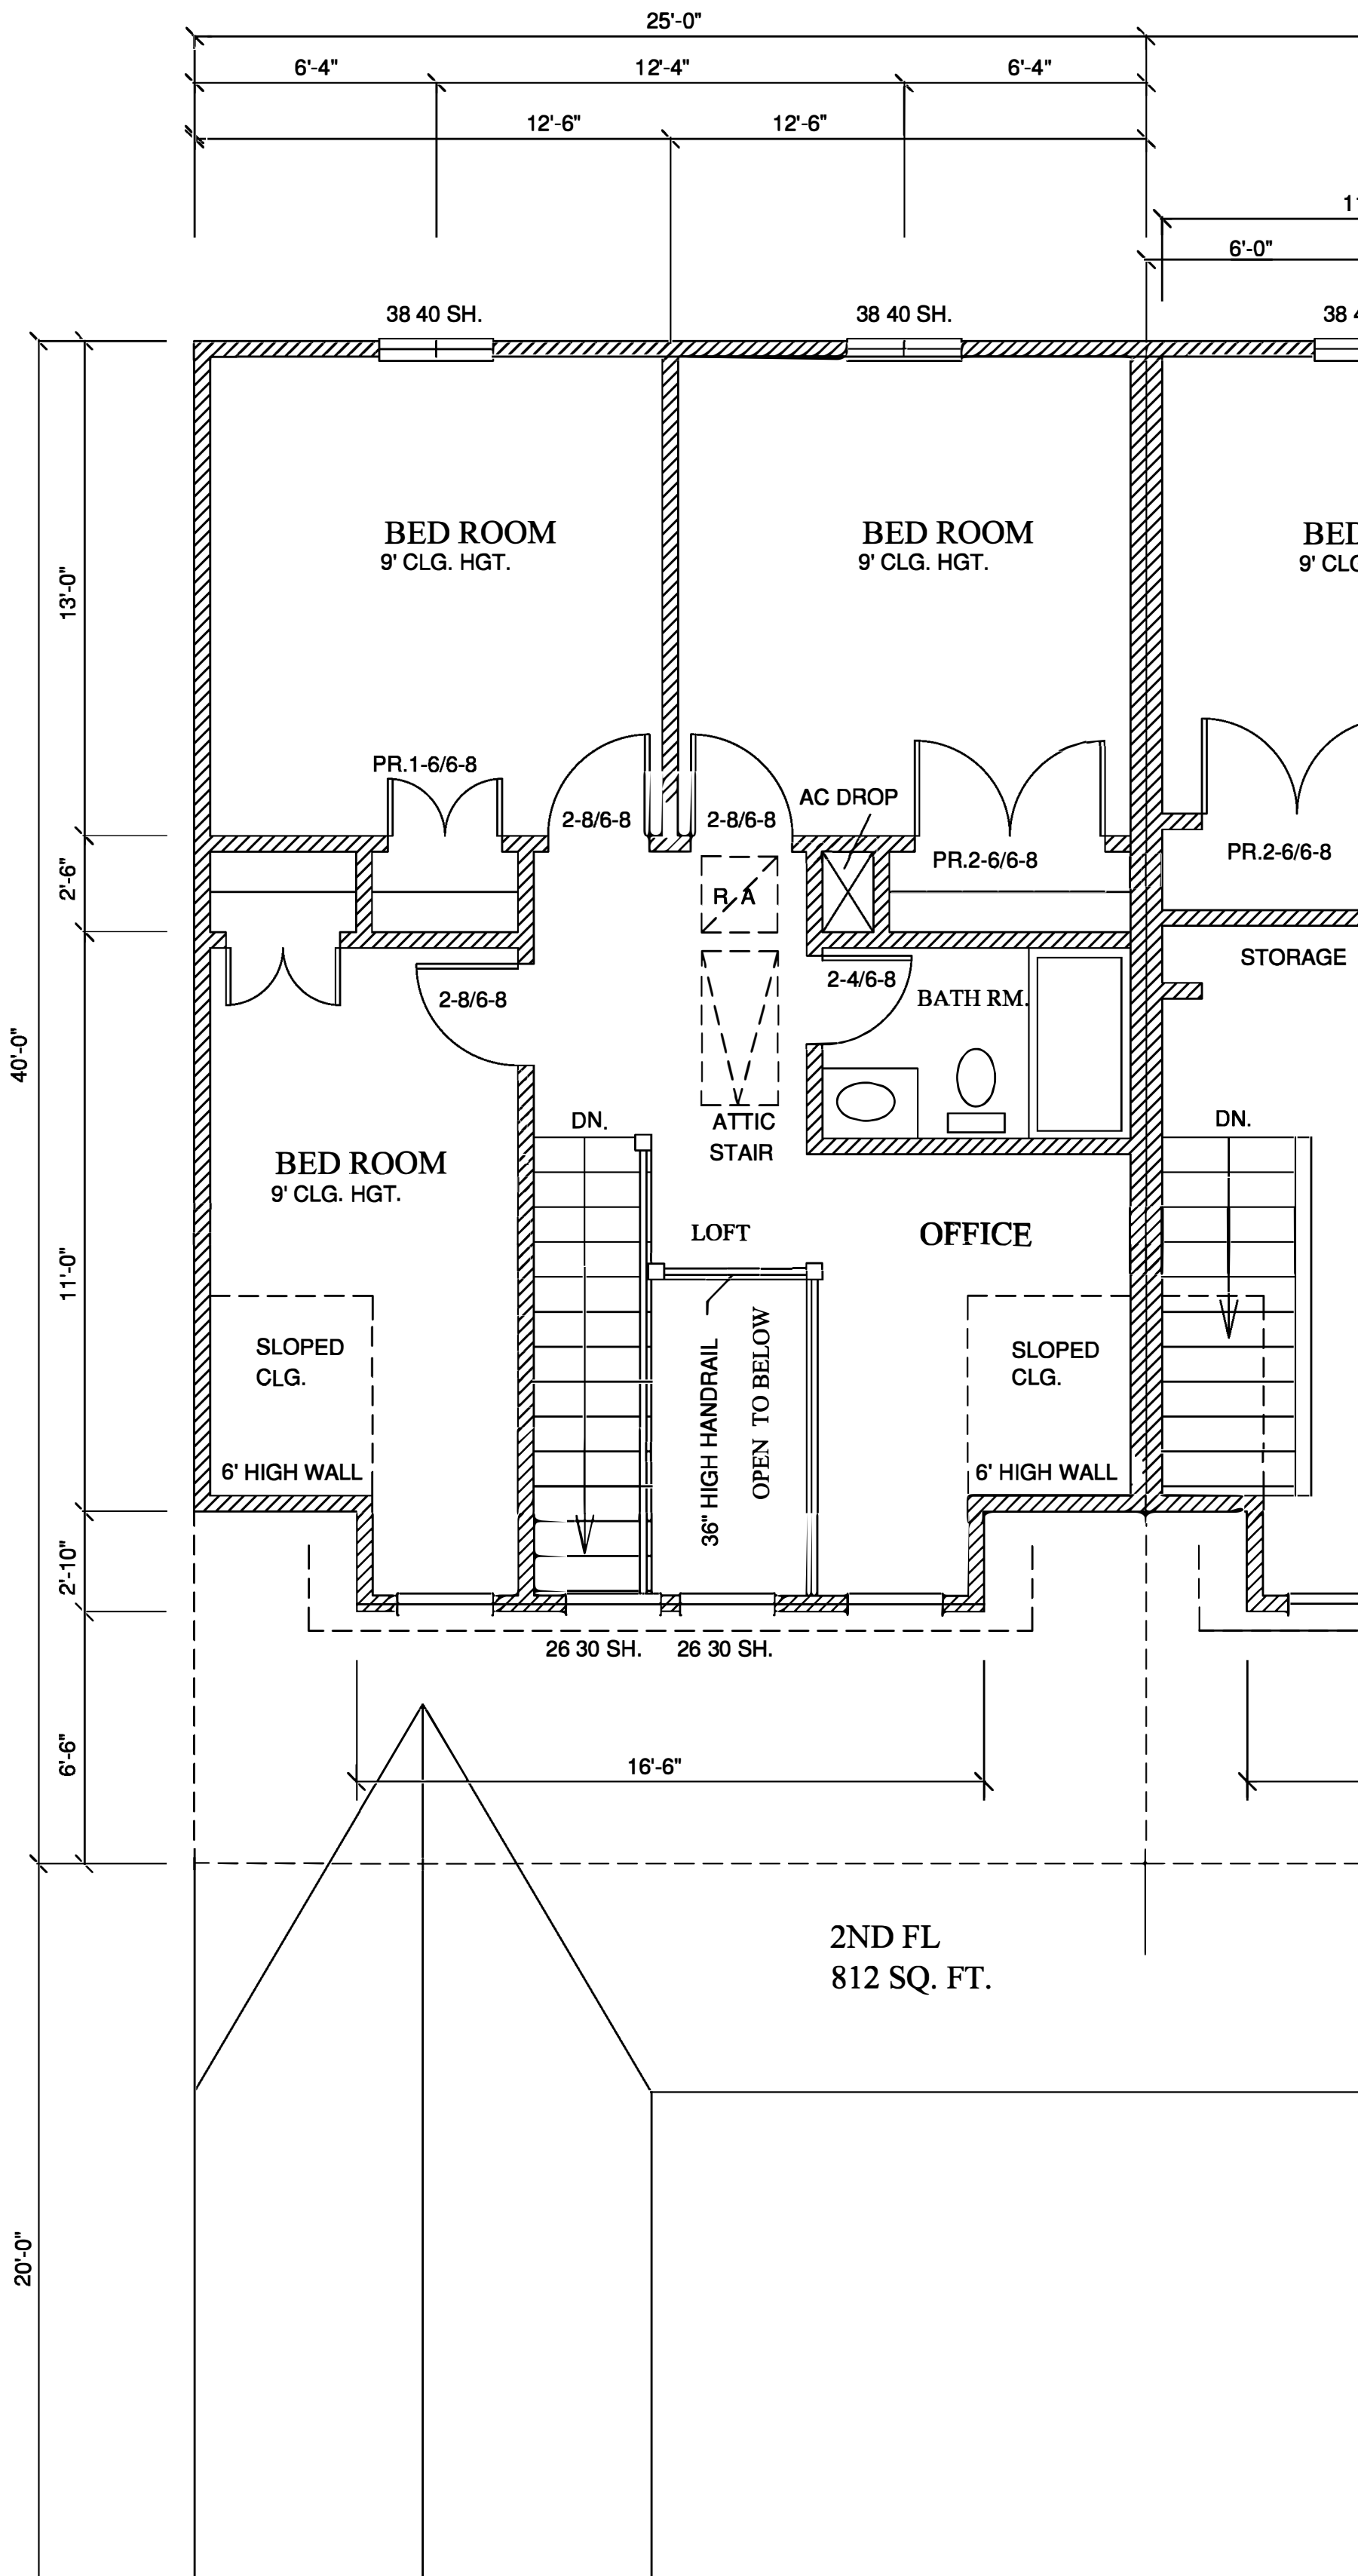 25'-0"
6'-4"
12'-4"
6'-4"
12'-6"
12'-6"
6'-0"
38 40 SH.
38 40 SH.
BED ROOM
9' CLG. HGT.
BED ROOM
9' CLG. HGT.
13'-0"
PR.1-6/6-8
2-8/6-8
2-8/6-8
AC DROP
PR.2-6/6-8
PR.2-6/6-8
2'-6"
R A
STORAGE
2-8/6-8
2-4/6-8
BATH RM.
40'-0"
DN.
ATTIC
STAIR
DN.
BED ROOM
9' CLG. HGT.
LOFT
OFFICE
11'-0"
SLOPED
CLG.
36" HIGH HANDRAIL
OPEN TO BELOW
SLOPED
CLG.
6' HIGH WALL
6' HIGH WALL
2'-10"
26 30 SH.
26 30 SH.
6'-6"
16'-6"
2ND FL
812 SQ. FT.
20'-0"